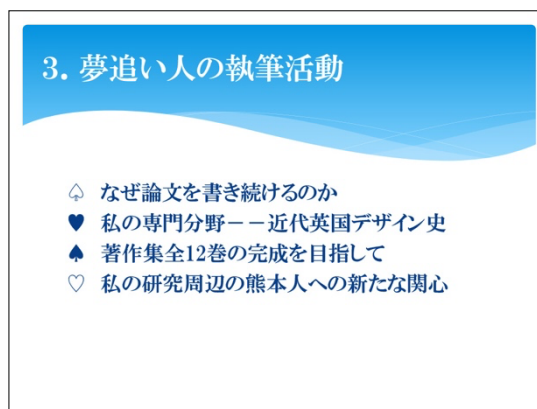 3. 夢追い人の執筆活動
♤ なぜ論文を書き続けるのか
♥ 私の専門分野－－近代英国デザイン史
♠ 著作集全12巻の完成を目指して
♡ 私の研究周辺の熊本人への新たな関心